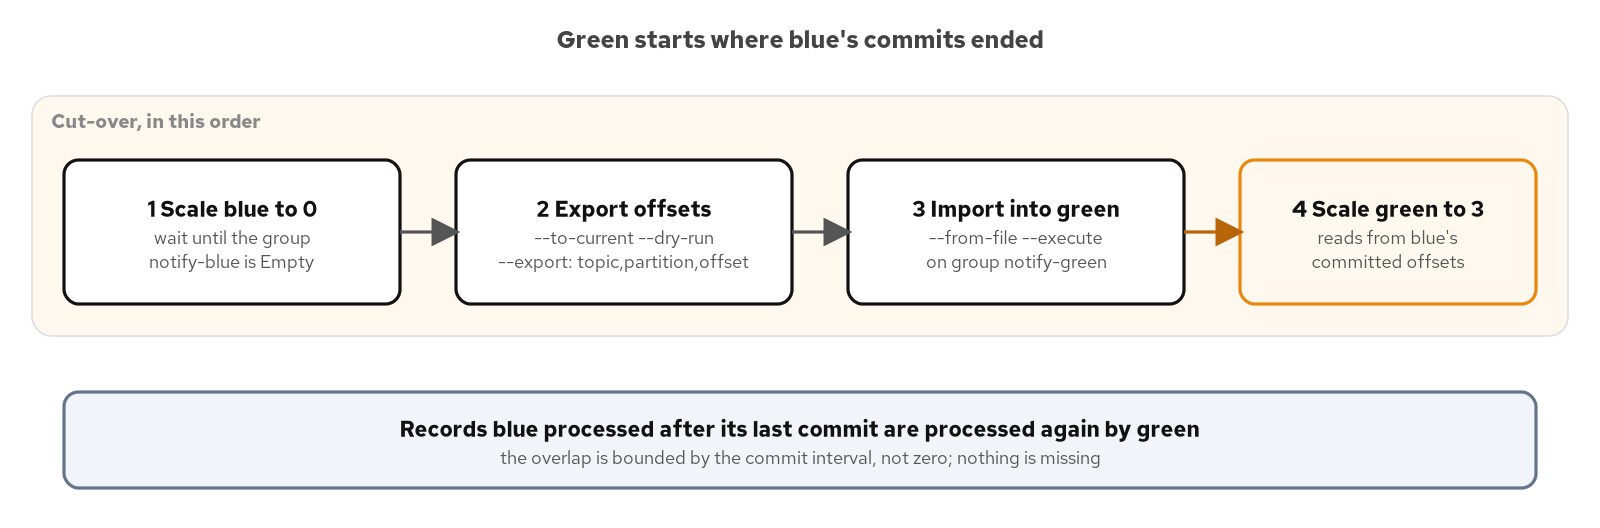 Green starts where blue's commits ended
Cut-over, in this order
1 Scale blue to 0
wait until the group
notify-blue is Empty
2 Export offsets
--to-current --dry-run
--export: topic,partition,offset
3 Import into green
--from-file --execute
on group notify-green
4 Scale green to 3
reads from blue's
committed offsets
Records blue processed after its last commit are processed again by green
the overlap is bounded by the commit interval, not zero; nothing is missing